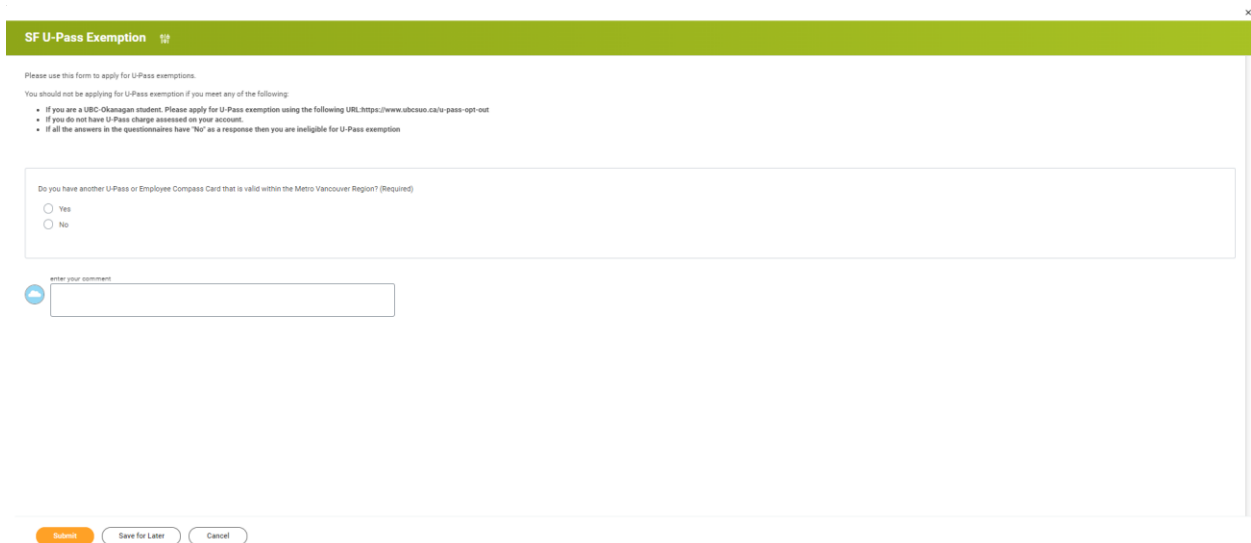 ×
SF U-Pass Exemption
Please use this form to apply for U-Pass exemptions.
You should not be applying for U-Pass exemption if you meet any of the following:
• If you are a UBC-Okanagan student. Please apply for U-Pass exemption using the following URL:https://www.ubcsuo.ca/u-pass-opt-out
• If you do not have U-Pass charge assessed on your account.
• If all the answers in the questionnaires have "No" as a response then you are ineligible for U-Pass exemption
Do you have another U-Pass or Employee Compass Card that is valid within the Metro Vancouver Region? (Required)
Yes
No
enter your comment
Submit Save for Later Cancel